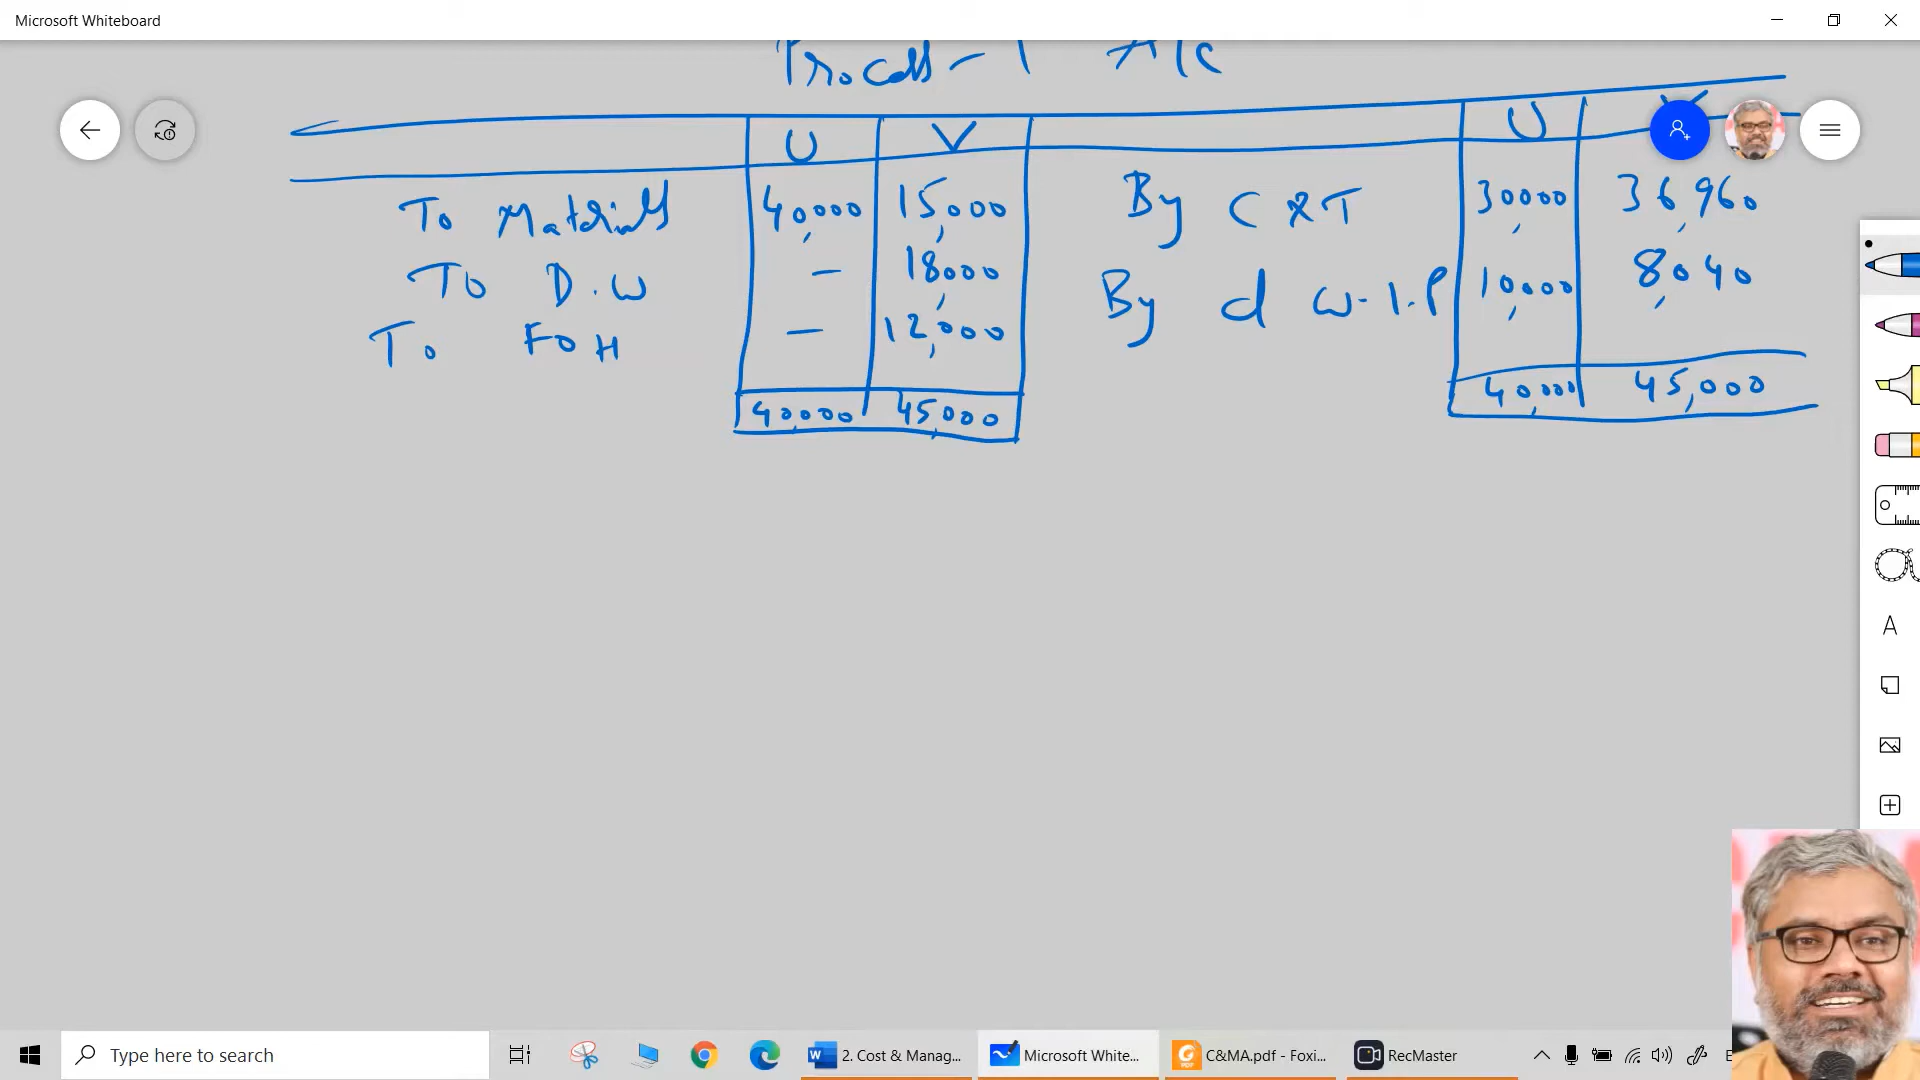 Microsoft Whiteboard
Process - I A/c
U V U V
To Materials 40,000 15,000 By C & T 30,000 36,960
To D.W - 18,000 By cl W.I.P 10,000 8,040
To FOH - 12,000
40,000 45,000 40,000 45,000
A
Type here to search
2. Cost & Manag...
Microsoft White...
C&MA.pdf - Foxi...
RecMaster